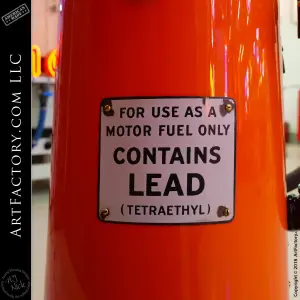 FOR USE AS A
MOTOR FUEL ONLY
CONTAINS
LEAD
(TETRAETHYL)
ArtFactory.com LLC